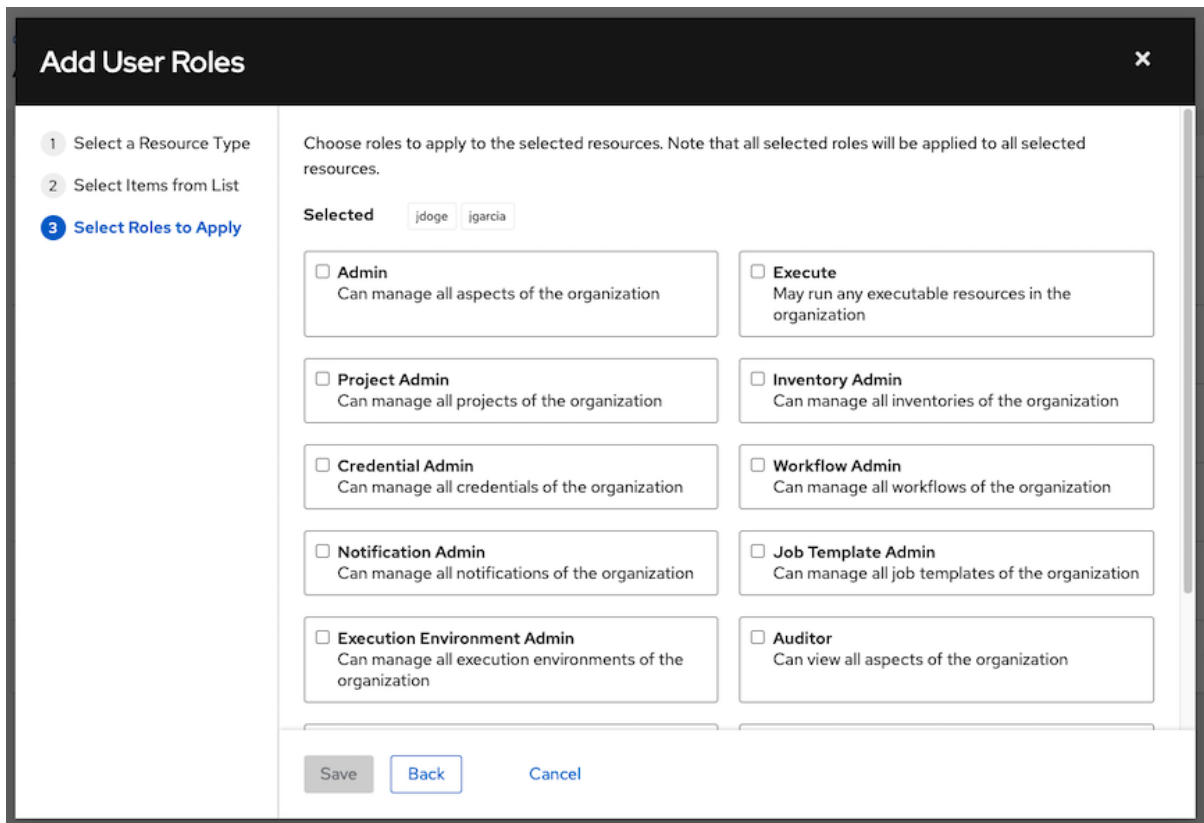 Add User Roles
1 Select a Resource Type
2 Select Items from List
3 Select Roles to Apply
Choose roles to apply to the selected resources. Note that all selected roles will be applied to all selected
resources.
Selected jdoge jgarcia
Admin
Can manage all aspects of the organization
Execute
May run any executable resources in the
organization
Project Admin
Can manage all projects of the organization
Inventory Admin
Can manage all inventories of the organization
Credential Admin
Can manage all credentials of the organization
Workflow Admin
Can manage all workflows of the organization
Notification Admin
Can manage all notifications of the organization
Job Template Admin
Can manage all job templates of the organization
Execution Environment Admin
Can manage all execution environments of the
organization
Auditor
Can view all aspects of the organization
Save Back Cancel